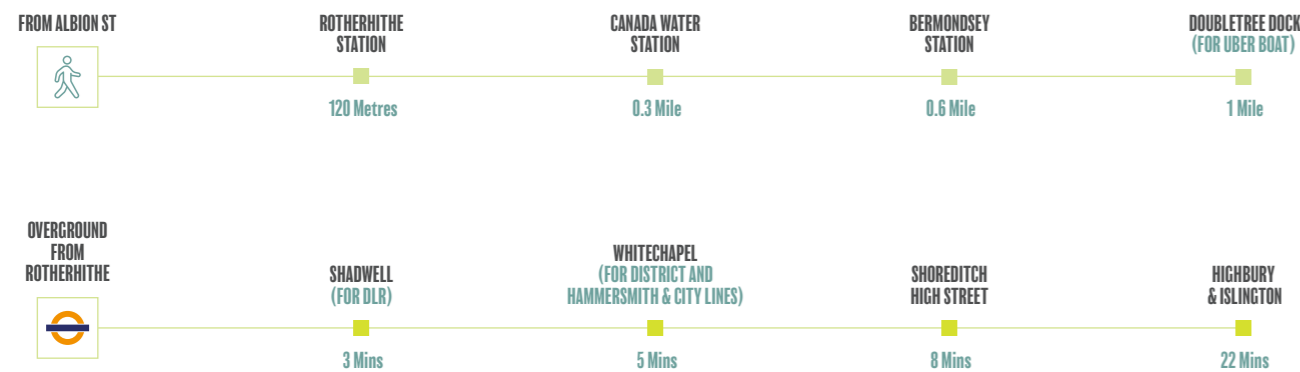 FROM ALBION ST
ROTHERHITHE
STATION
CANADA WATER
STATION
BERMONDSEY
STATION
DOUBLETREE DOCK
(FOR UBER BOAT)
120 Metres
0.3 Mile
0.6 Mile
1 Mile
OVERGROUND
FROM
ROTHERHITHE
SHADWELL
(FOR DLR)
WHITECHAPEL
(FOR DISTRICT AND
HAMMERSMITH & CITY LINES)
SHOREDITCH
HIGH STREET
HIGHBURY
& ISLINGTON
3 Mins
5 Mins
8 Mins
22 Mins